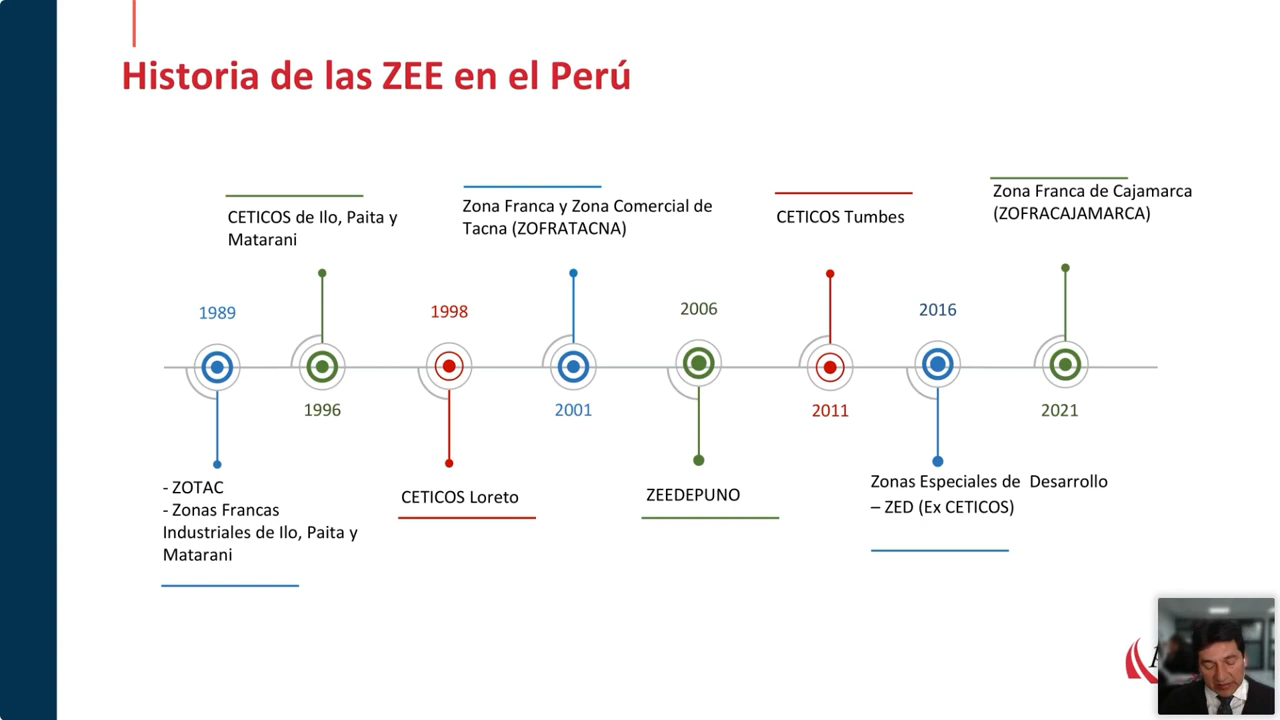 Historia de las ZEE en el Perú
CETICOS de Ilo, Paita y
Matarani
Zona Franca y Zona Comercial de
Tacna (ZOFRATACNA)
CETICOS Tumbes
Zona Franca de Cajamarca
(ZOFRACAJAMARCA)
1989
1998
2006
2016
1996
2001
2011
2021
- ZOTAC
- Zonas Francas
Industriales de Ilo, Paita y
Matarani
CETICOS Loreto
ZEEDEPUNO
Zonas Especiales de Desarrollo
– ZED (Ex CETICOS)